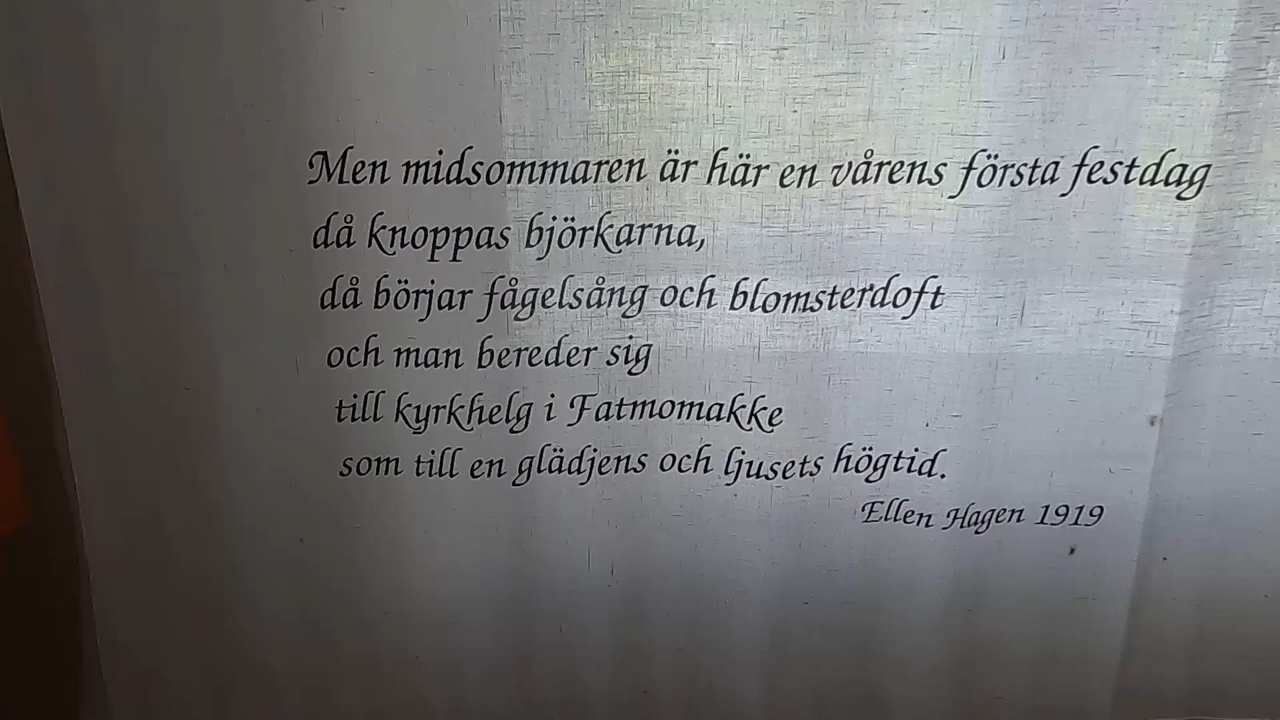 Men midsommaren är här en vårens första festdag
då knoppas björkarna,
då börjar fågelsång och blomsterdoft
och man bereder sig
till kyrkhelg i Fatmomakke
som till en glädjens och ljusets högtid.
Ellen Hagen 1919